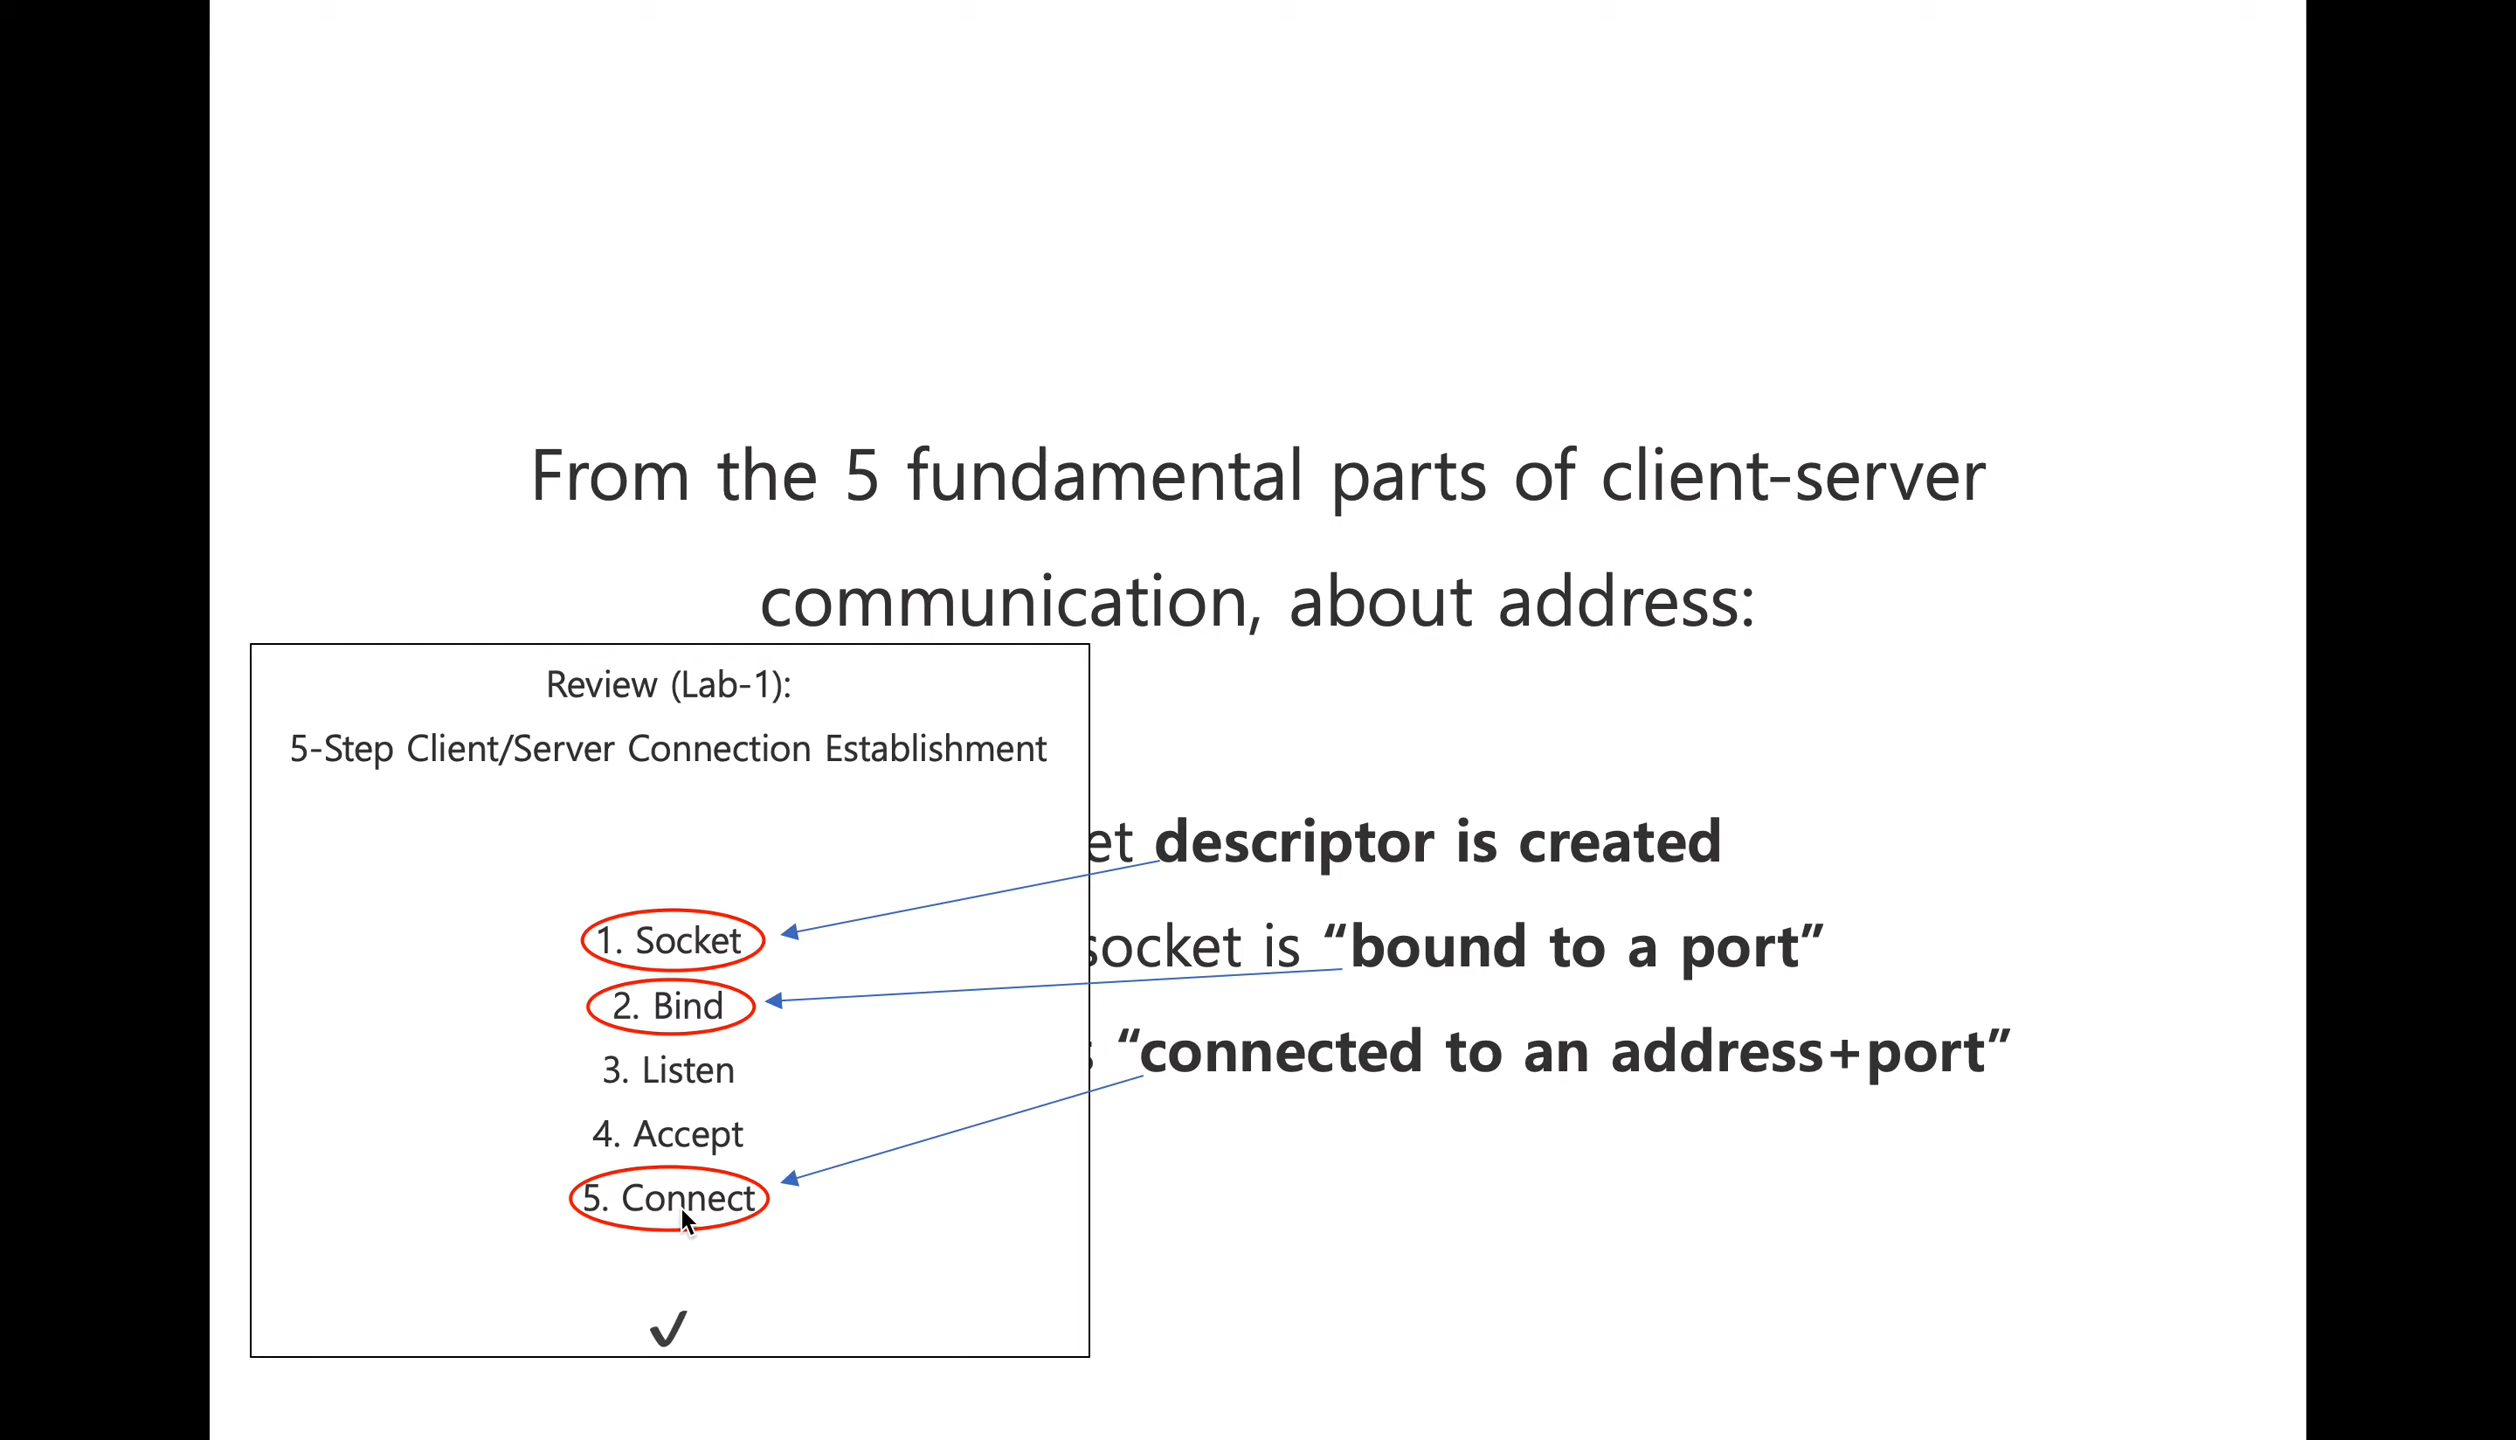 From the 5 fundamental parts of client-server
communication, about address:
Review (Lab-1):
5-Step Client/Server Connection Establishment
1. Socket
2. Bind
3. Listen
4. Accept
5. Connect
✓
et descriptor is created
socket is “bound to a port”
“connected to an address+port”